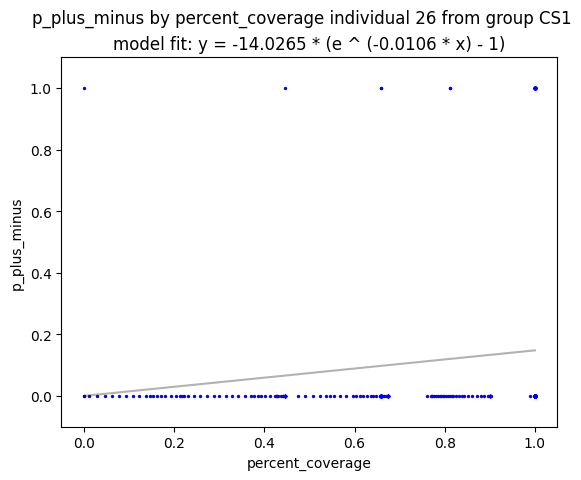 p_plus_minus by percent_coverage individual 26 from group CS1
model fit: y = -14.0265 * (e ^ (-0.0106 * x) - 1)
1.0
0.8
0.6
0.4
0.2
0.0
p_plus_minus
0.0 0.2 0.4 0.6 0.8 1.0
percent_coverage